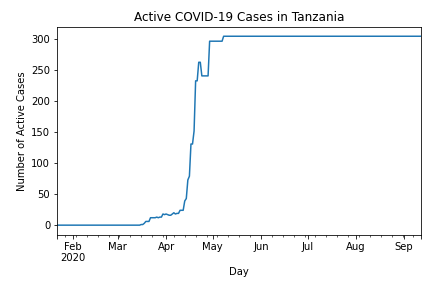 Active COVID-19 Cases in Tanzania
Number of Active Cases
300
250
200
150
100
50
0
Feb Mar Apr May Jun Jul Aug Sep
2020
Day